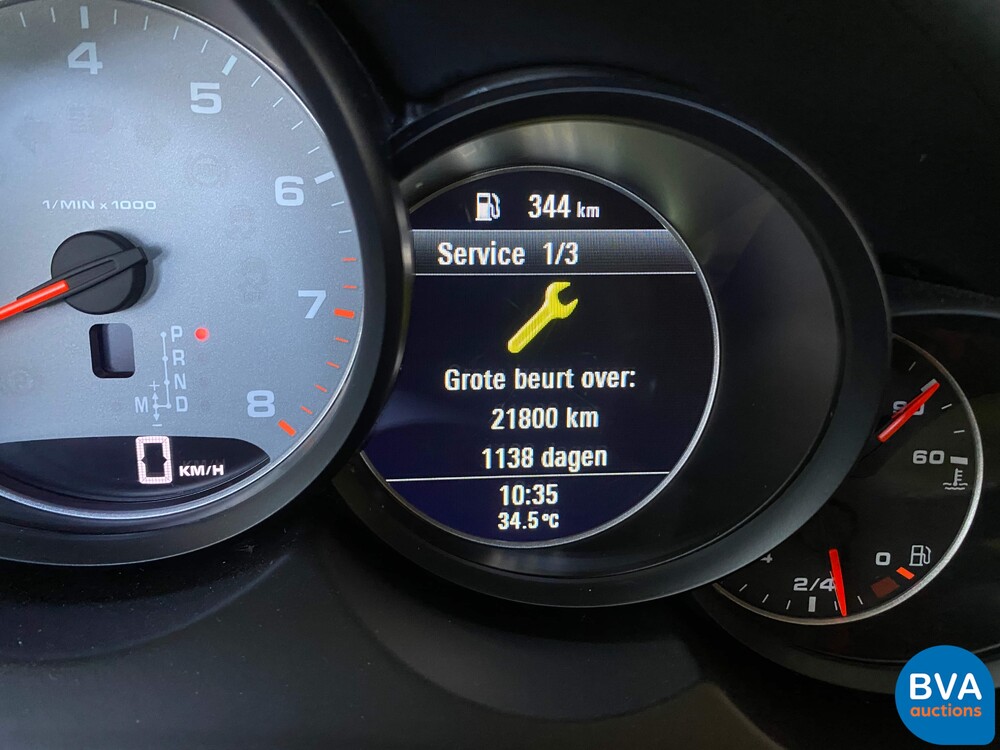 4
5
6
7
8
1/MIN x 1000
P
R
N
M D
+
-
0 KM/H
344 km
Service 1/3
Grote beurt over:
21800 km
1138 dagen
10:35
34.5°C
60
0
2/4
BVA
auctions